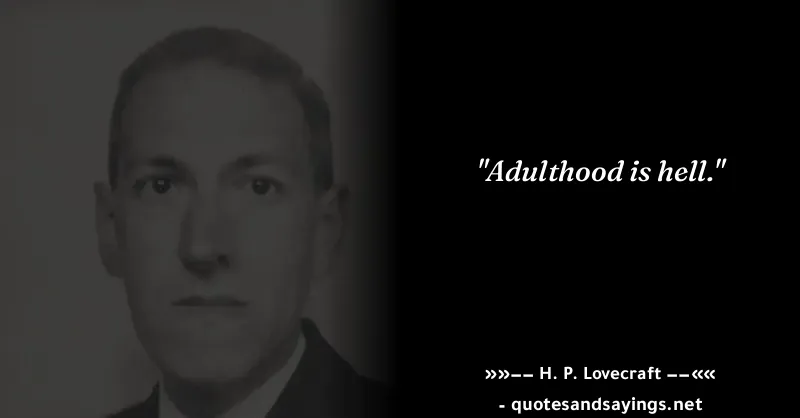 "Adulthood is hell."
»»−− H. P. Lovecraft −−««
- quotesandsayings.net